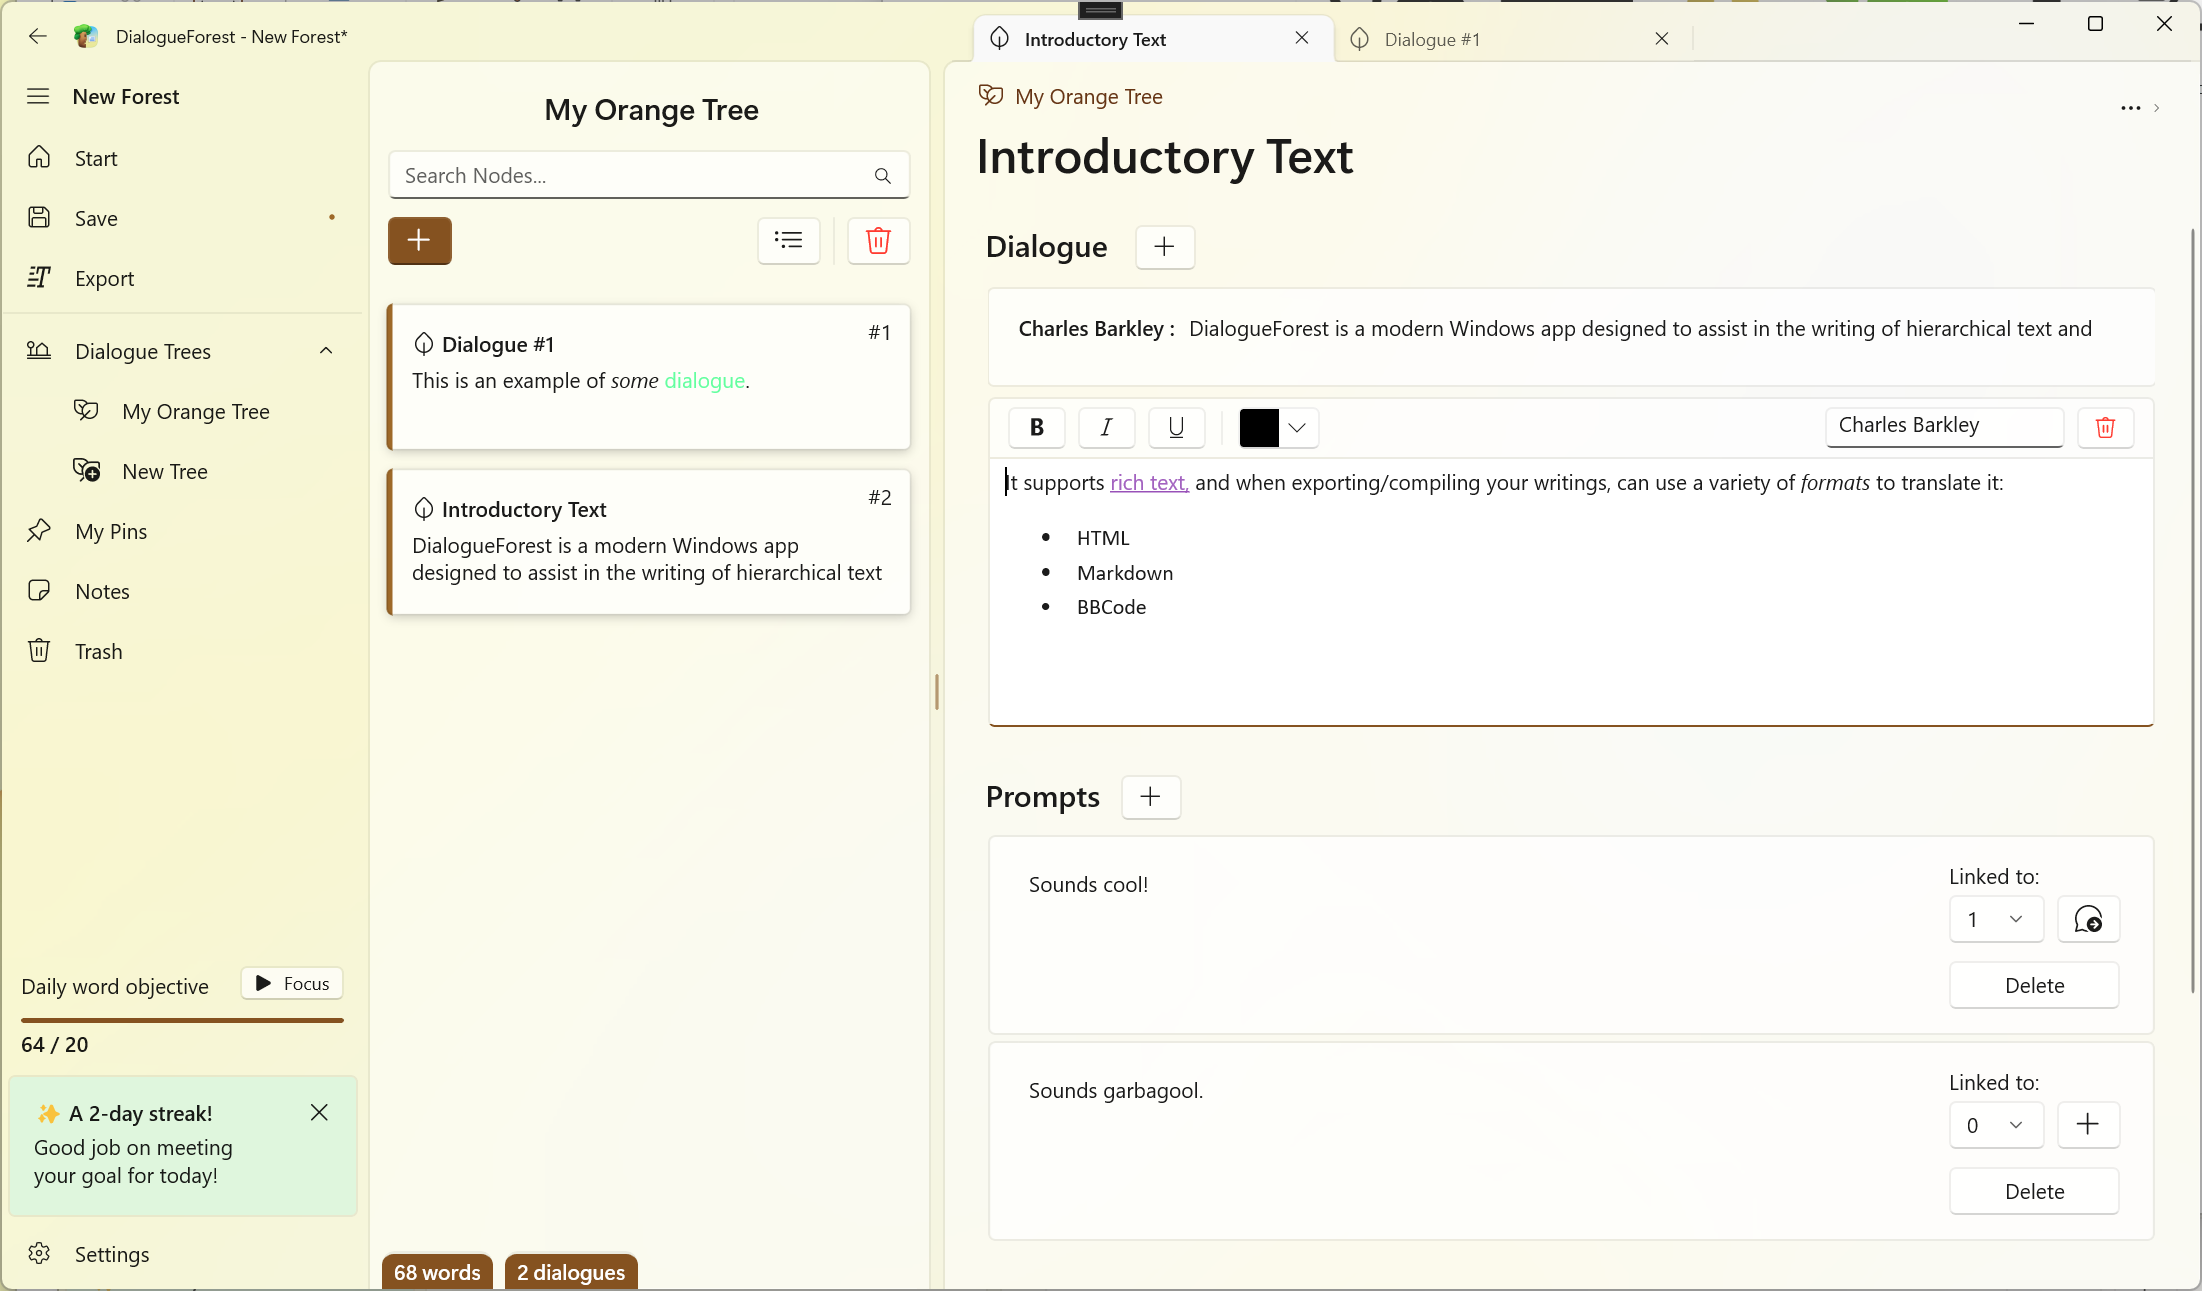 DialogueForest - New Forest*
New Forest
Start
Save
Export
Dialogue Trees
My Orange Tree
New Tree
My Pins
Notes
Trash
Daily word objective
Focus
64 / 20
A 2-day streak!
Good job on meeting
your goal for today!
Settings
My Orange Tree
Search Nodes...
Dialogue #1
#1
This is an example of some dialogue.
Introductory Text
#2
DialogueForest is a modern Windows app
designed to assist in the writing of hierarchical text
68 words
2 dialogues
Introductory Text
Dialogue #1
My Orange Tree
Introductory Text
Dialogue
Charles Barkley : DialogueForest is a modern Windows app designed to assist in the writing of hierarchical text and
B I U
Charles Barkley
It supports rich text, and when exporting/compiling your writings, can use a variety of formats to translate it:
• HTML
• Markdown
• BBCode
Prompts
Sounds cool!
Linked to:
1
Delete
Sounds garbagool.
Linked to:
0
Delete